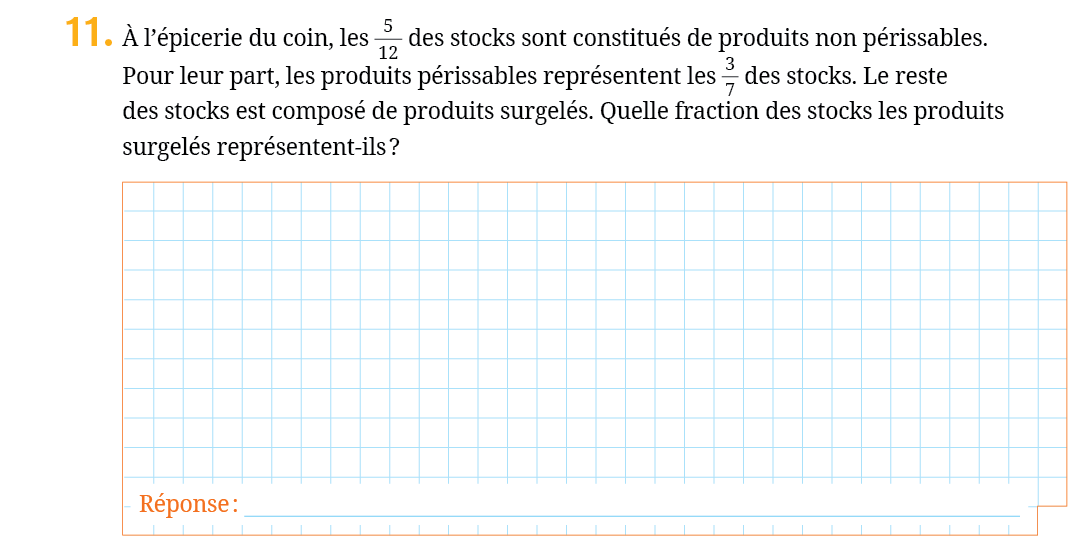 11. À l’épicerie du coin, les 5/12 des stocks sont constitués de produits non périssables.
Pour leur part, les produits périssables représentent les 3/7 des stocks. Le reste
des stocks est composé de produits surgelés. Quelle fraction des stocks les produits
surgelés représentent-ils ?
Réponse :